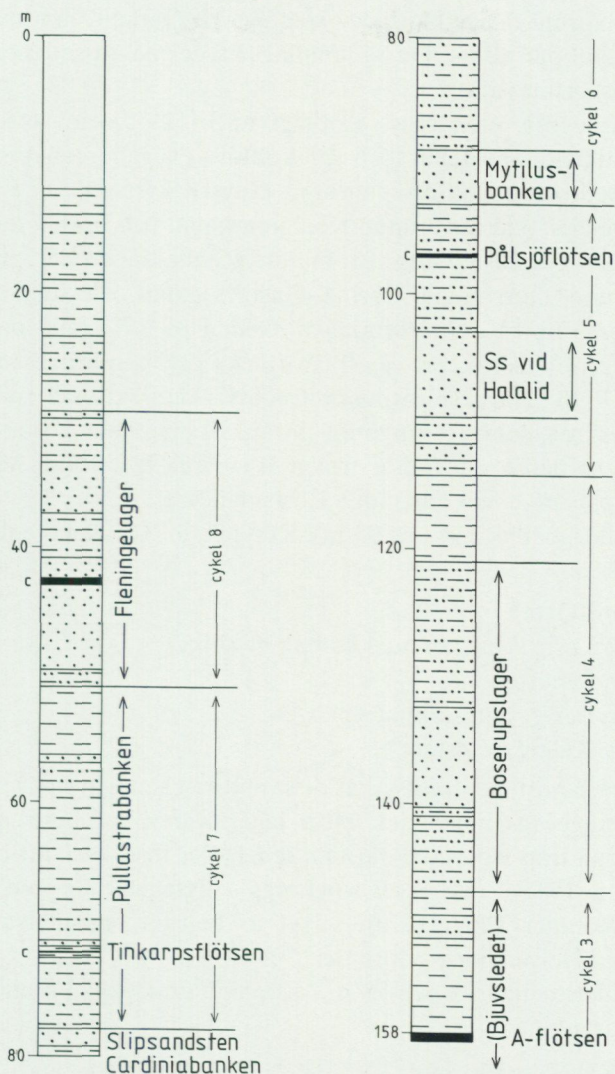 m
0
20
40
c
60
c
80
Fleningelager
cykel 8
Pullastrabanken
cykel 7
Tinkarpsflötsen
Slipsandsten
Cardiniabanken
80
cykel 6
Mytilus-
banken
c
Pålsjöflötsen
100
cykel 5
Ss vid
Halalid
120
cykel 4
Boserupslager
140
(Bjuvsledet)
cykel 3
158
A-flötsen